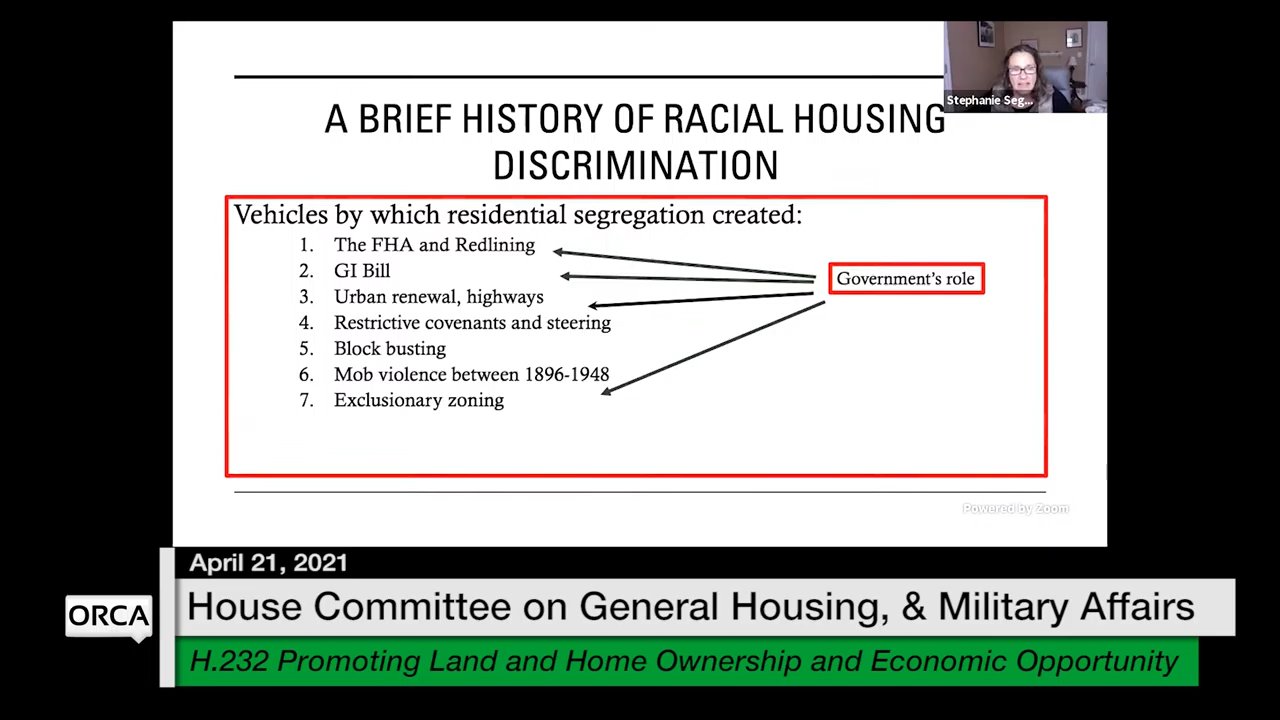 Stephanie Seg...
A BRIEF HISTORY OF RACIAL HOUSING
DISCRIMINATION
Vehicles by which residential segregation created:
1. The FHA and Redlining
2. GI Bill
3. Urban renewal, highways
4. Restrictive covenants and steering
5. Block busting
6. Mob violence between 1896-1948
7. Exclusionary zoning
Government's role
Powered by Zoom
April 21, 2021
ORCA
House Committee on General Housing, & Military Affairs
H.232 Promoting Land and Home Ownership and Economic Opportunity